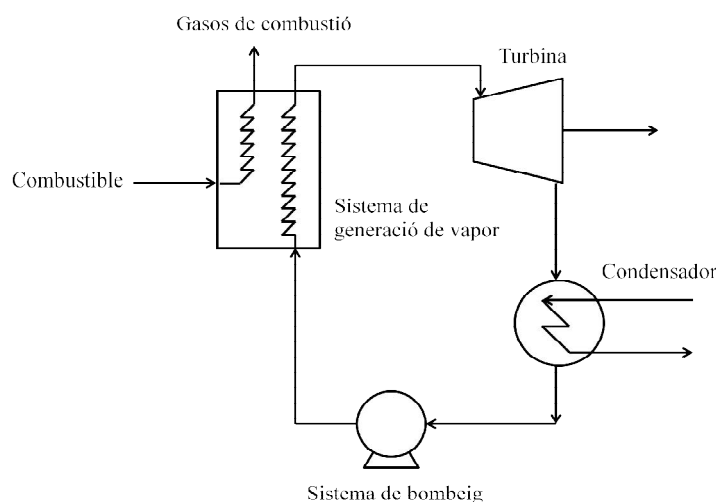 Gasos de combustió
Turbina
Combustible
Sistema de
generació de vapor
Condensador
Sistema de bombeig